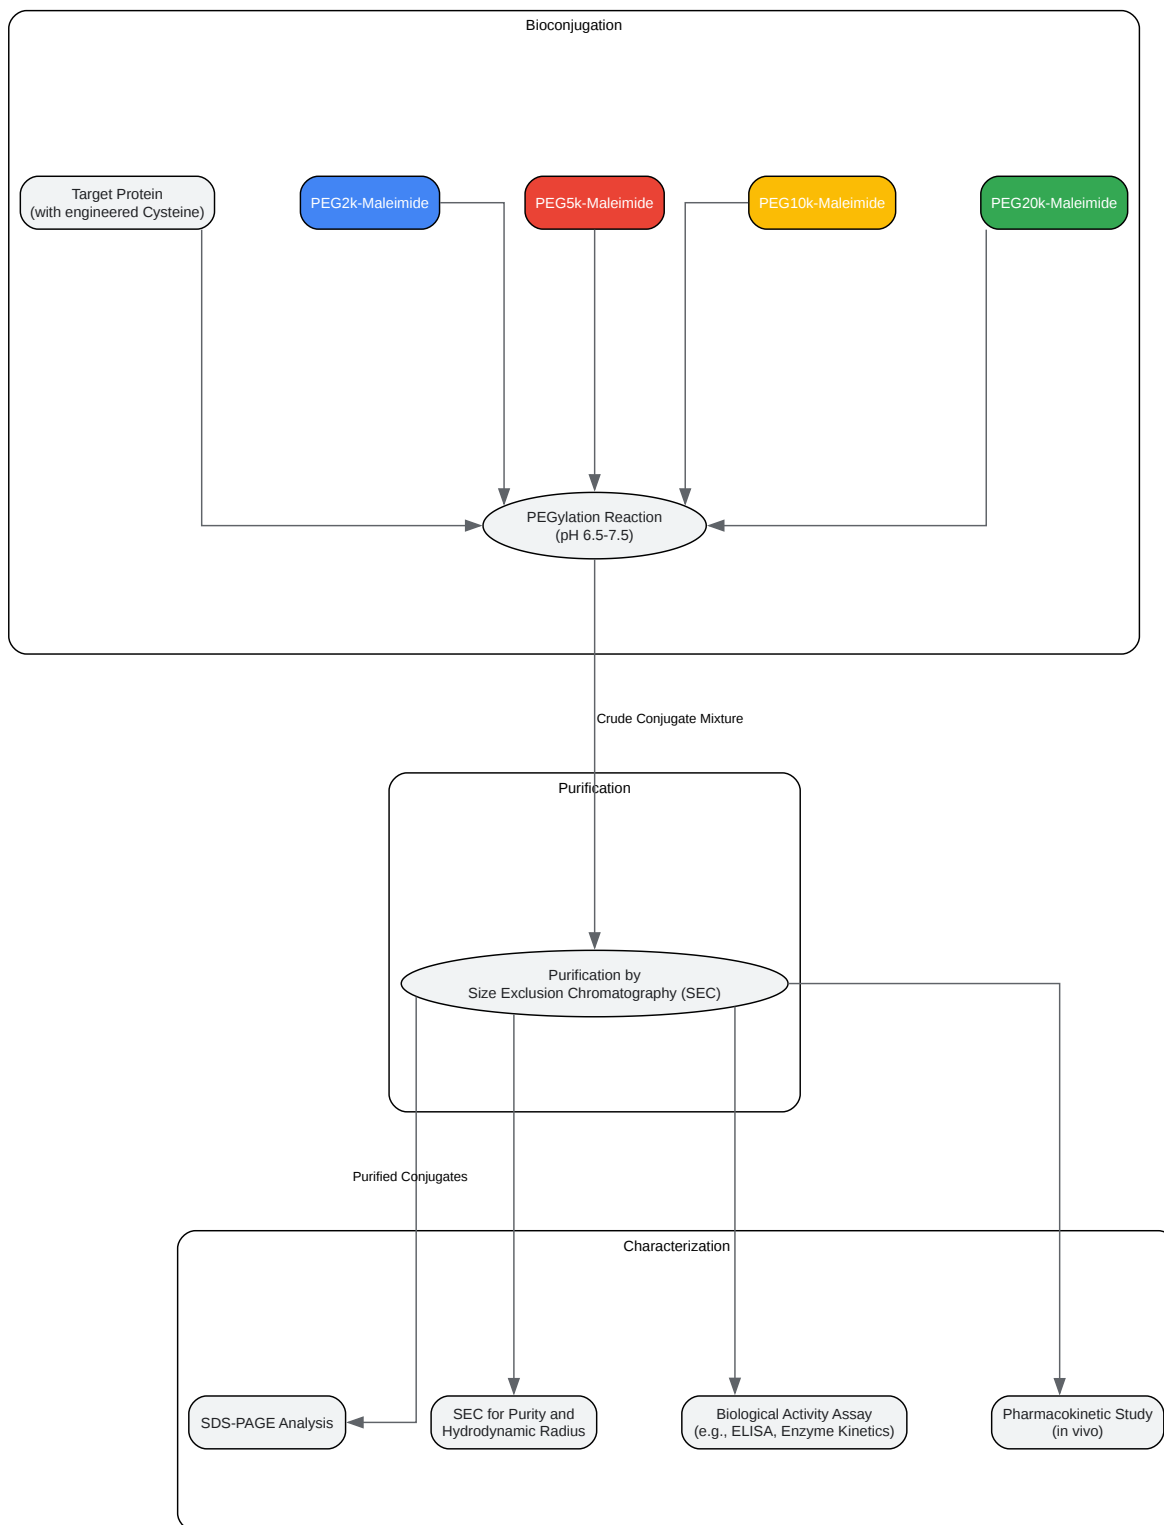 Bioconjugation
Target Protein
(with engineered Cysteine)
PEG2k-Maleimide
PEG5k-Maleimide
PEG10k-Maleimide
PEG20k-Maleimide
PEGylation Reaction
(pH 6.5-7.5)
Crude Conjugate Mixture
Purification
Purification by
Size Exclusion Chromatography (SEC)
Purified Conjugates
Characterization
SDS-PAGE Analysis
SEC for Purity and
Hydrodynamic Radius
Biological Activity Assay
(e.g., ELISA, Enzyme Kinetics)
Pharmacokinetic Study
(in vivo)